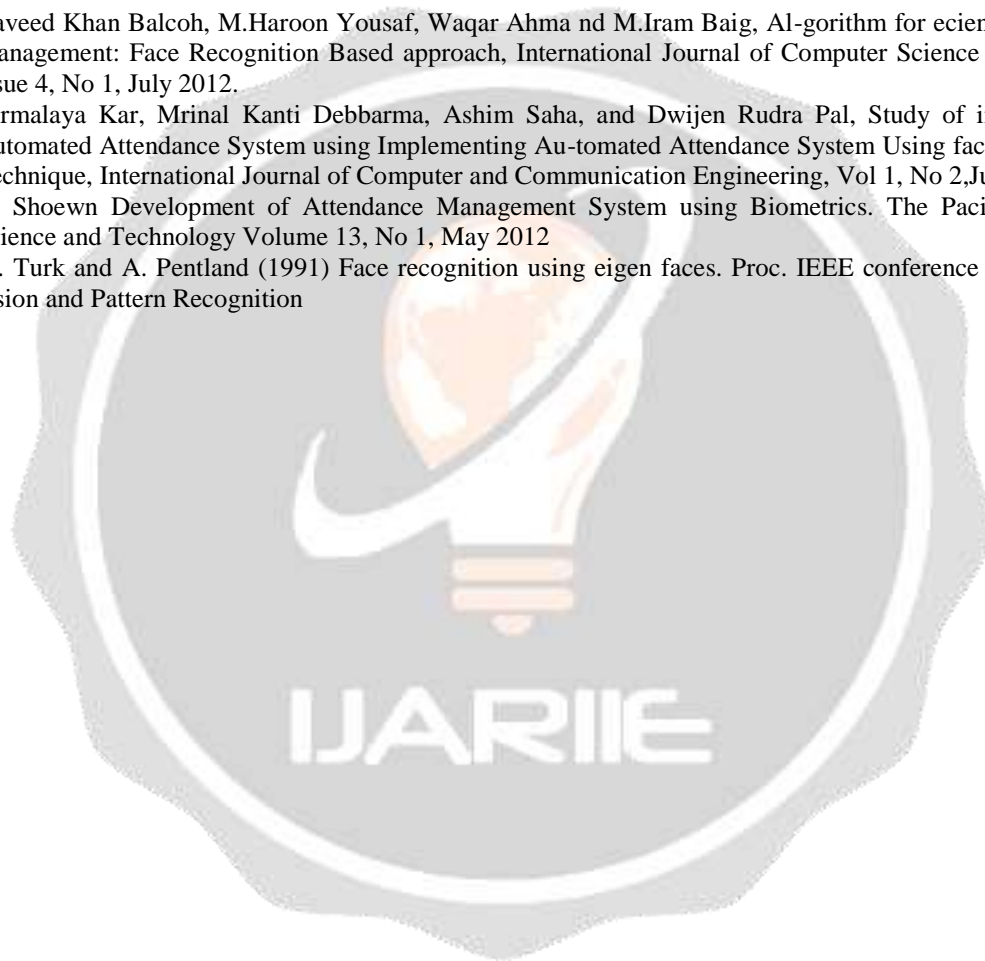 aveed Khan Balcoh, M.Haroon Yousaf, Waqar Ahma nd M.Iram Baig, Al-gorithm for ecien
anagement: Face Recognition Based approach, International Journal of Computer Science
sue 4, No 1, July 2012.
rmalaya Kar, Mrinal Kanti Debbarma, Ashim Saha, and Dwijen Rudra Pal, Study of i
utomated Attendance System using Implementing Au-tomated Attendance System Using fac
echnique, International Journal of Computer and Communication Engineering, Vol 1, No 2,Ju
Shoewn Development of Attendance Management System using Biometrics. The Paci
ience and Technology Volume 13, No 1, May 2012
. Turk and A. Pentland (1991) Face recognition using eigen faces. Proc. IEEE conference
sion and Pattern Recognition
IJARIIE